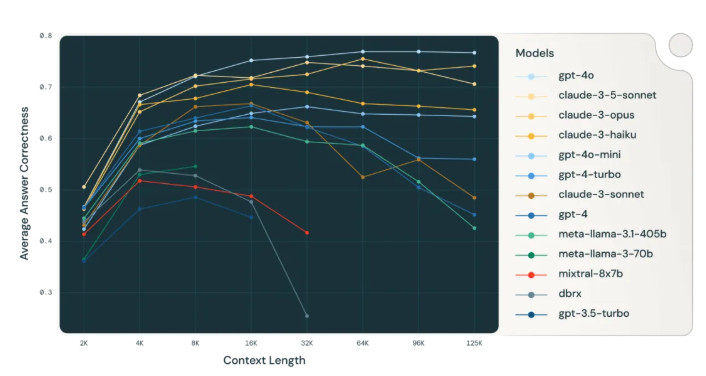 0.8
0.7
0.6
0.5
0.4
0.3
Average Answer Correctness
2K 4K 8K 16K 32K 64K 96K 125K
Context Length
Models
gpt-4o
claude-3-5-sonnet
claude-3-opus
claude-3-haiku
gpt-4o-mini
gpt-4-turbo
claude-3-sonnet
gpt-4
meta-llama-3.1-405b
meta-llama-3-70b
mixtral-8x7b
dbrx
gpt-3.5-turbo